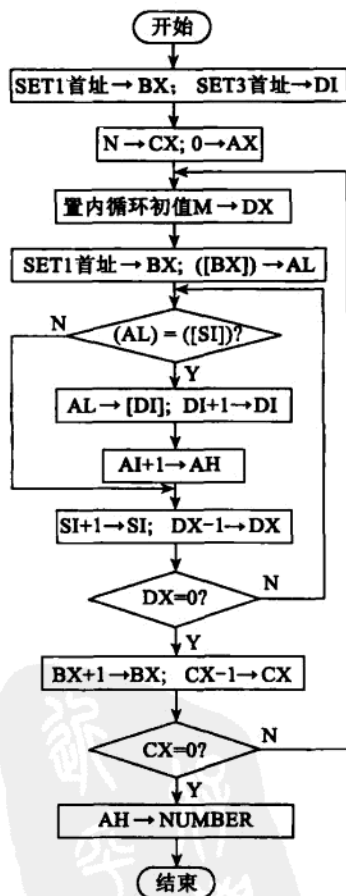 开始
SET1首址→BX; SET3首址→DI
N→CX; 0→AX
置内循环初值M→DX
SET1首址→BX; ([BX])→AL
N
(AL) = ([SI])?
Y
AL→[DI]; DI+1→DI
AI+1→AH
SI+1→SI; DX-1→DX
DX=0?
N
Y
BX+1→BX; CX-1→CX
CX=0?
N
Y
AH→NUMBER
结束